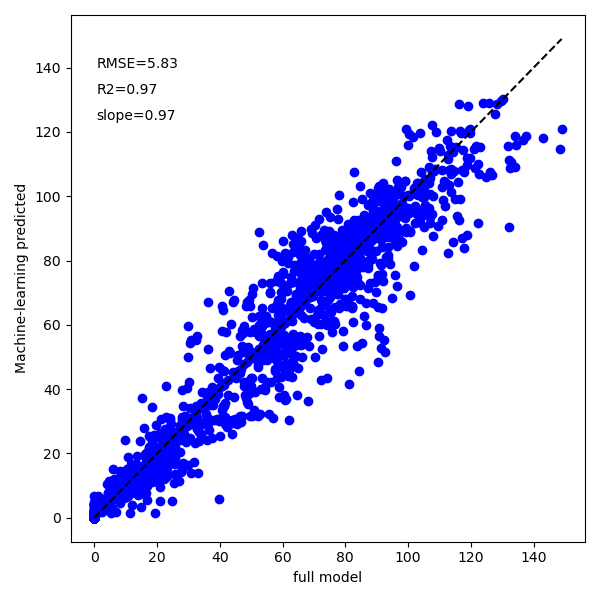 RMSE=5.83
R2=0.97
slope=0.97
Machine-learning predicted
140
120
100
80
60
40
20
0
0 20 40 60 80 100 120 140
full model